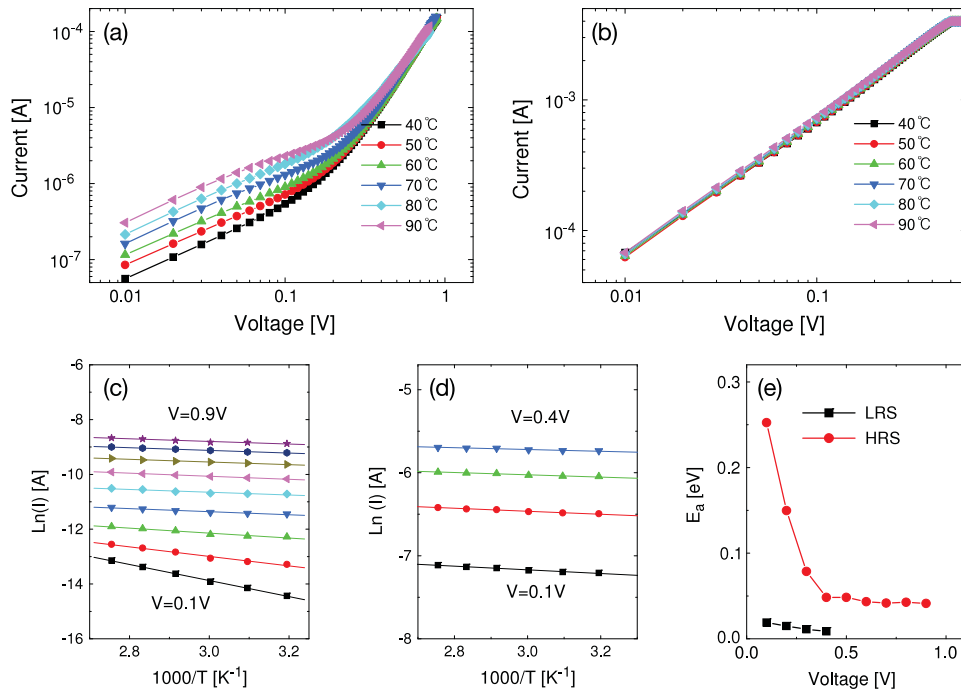 (a)
Current [A]
10⁻⁴
10⁻⁵
10⁻⁶
10⁻⁷
40℃
50℃
60℃
70℃
80℃
90℃
0.01
0.1
1
Voltage [V]
(b)
Current [A]
10⁻³
10⁻⁴
40℃
50℃
60℃
70℃
80℃
90℃
0.01
0.1
Voltage [V]
(c)
Ln(I) [A]
-6
-8
-10
-12
-14
-16
V=0.9V
V=0.1V
2.8
3.0
3.2
1000/T [K⁻¹]
(d)
Ln (I) [A]
-5
-6
-7
-8
V=0.4V
V=0.1V
2.8
3.0
3.2
1000/T [K⁻¹]
(e)
Eₐ [eV]
0.3
0.2
0.1
0.0
LRS
HRS
0.0
0.5
1.0
Voltage [V]